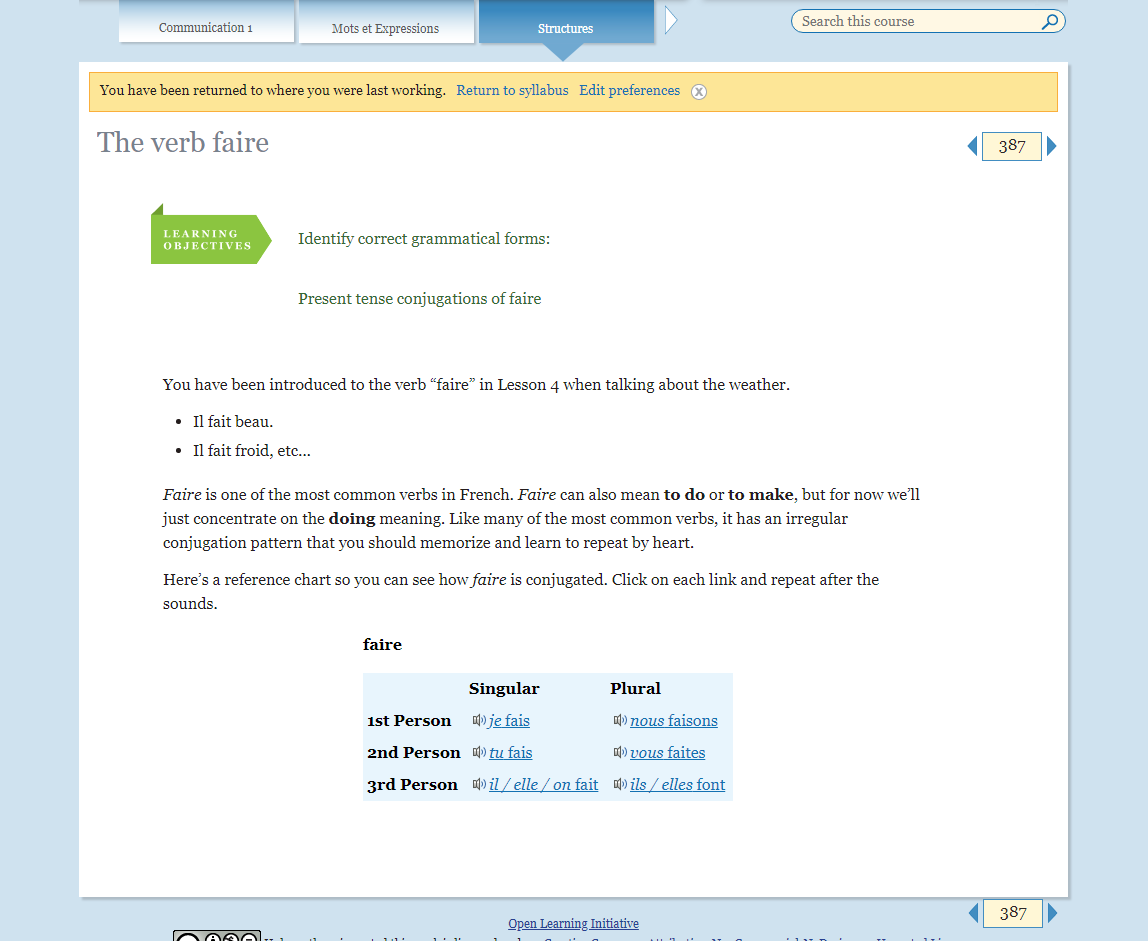 Communication 1
Mots et Expressions
Structures
Search this course
You have been returned to where you were last working. Return to syllabus Edit preferences
The verb faire
387
LEARNING
OBJECTIVES
Identify correct grammatical forms:
Present tense conjugations of faire
You have been introduced to the verb “faire” in Lesson 4 when talking about the weather.
• Il fait beau.
• Il fait froid, etc...
Faire is one of the most common verbs in French. Faire can also mean to do or to make, but for now we’ll
just concentrate on the doing meaning. Like many of the most common verbs, it has an irregular
conjugation pattern that you should memorize and learn to repeat by heart.
Here’s a reference chart so you can see how faire is conjugated. Click on each link and repeat after the
sounds.
faire
Singular Plural
1st Person je fais nous faisons
2nd Person tu fais vous faites
3rd Person il / elle / on fait ils / elles font
387
Open Learning Initiative